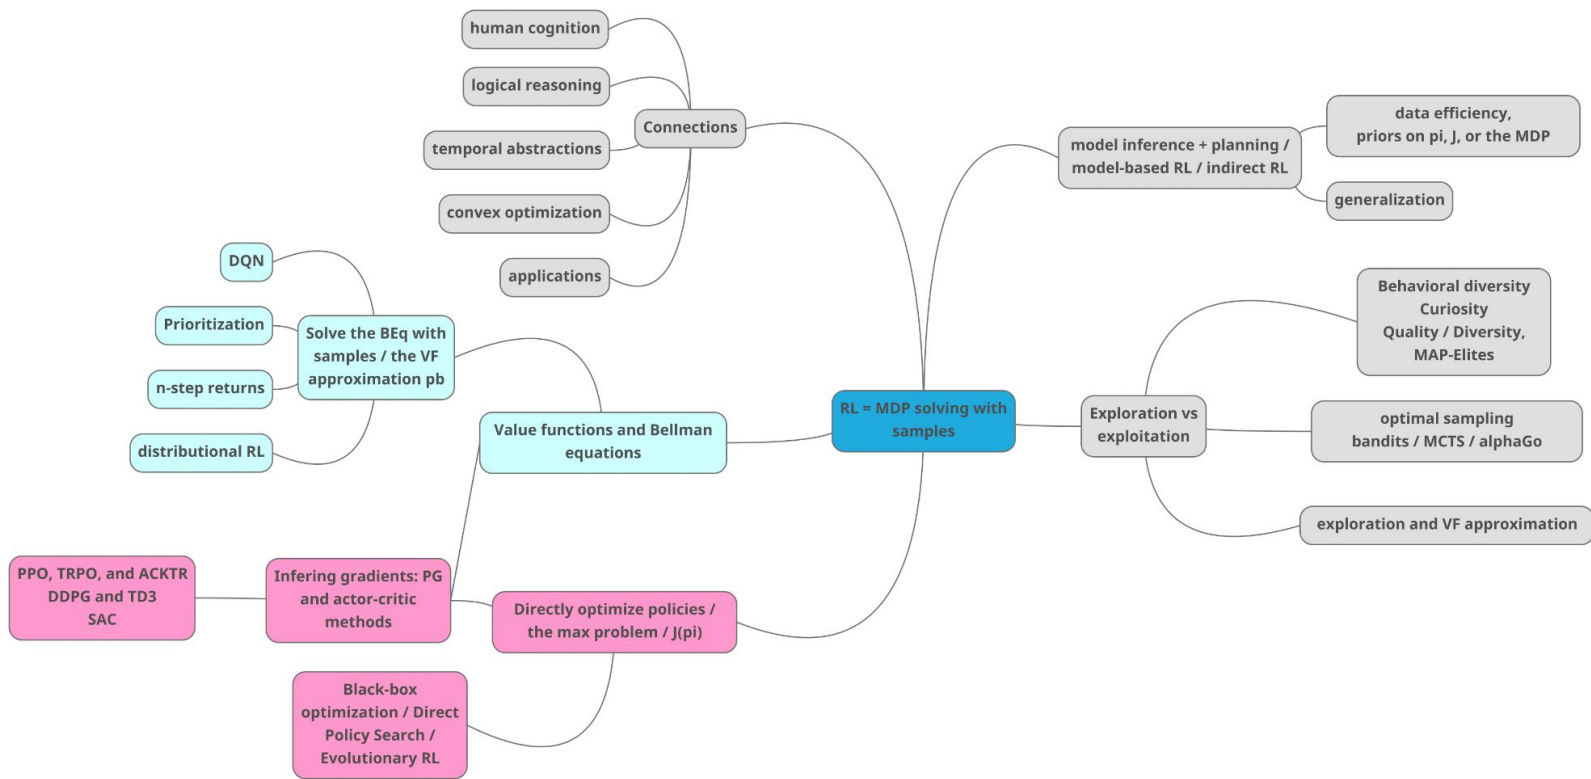 human cognition
logical reasoning
Connections
temporal abstractions
convex optimization
applications
model inference + planning /
model-based RL / indirect RL
data efficiency,
priors on pi, J, or the MDP
generalization
DQN
Prioritization
n-step returns
distributional RL
Solve the BEq with
samples / the VF
approximation pb
Value functions and Bellman
equations
RL = MDP solving with
samples
Exploration vs
exploitation
Behavioral diversity
Curiosity
Quality / Diversity,
MAP-Elites
optimal sampling
bandits / MCTS / alphaGo
exploration and VF approximation
PPO, TRPO, and ACKTR
DDPG and TD3
SAC
Infering gradients: PG
and actor-critic
methods
Directly optimize policies /
the max problem / J(pi)
Black-box
optimization / Direct
Policy Search /
Evolutionary RL